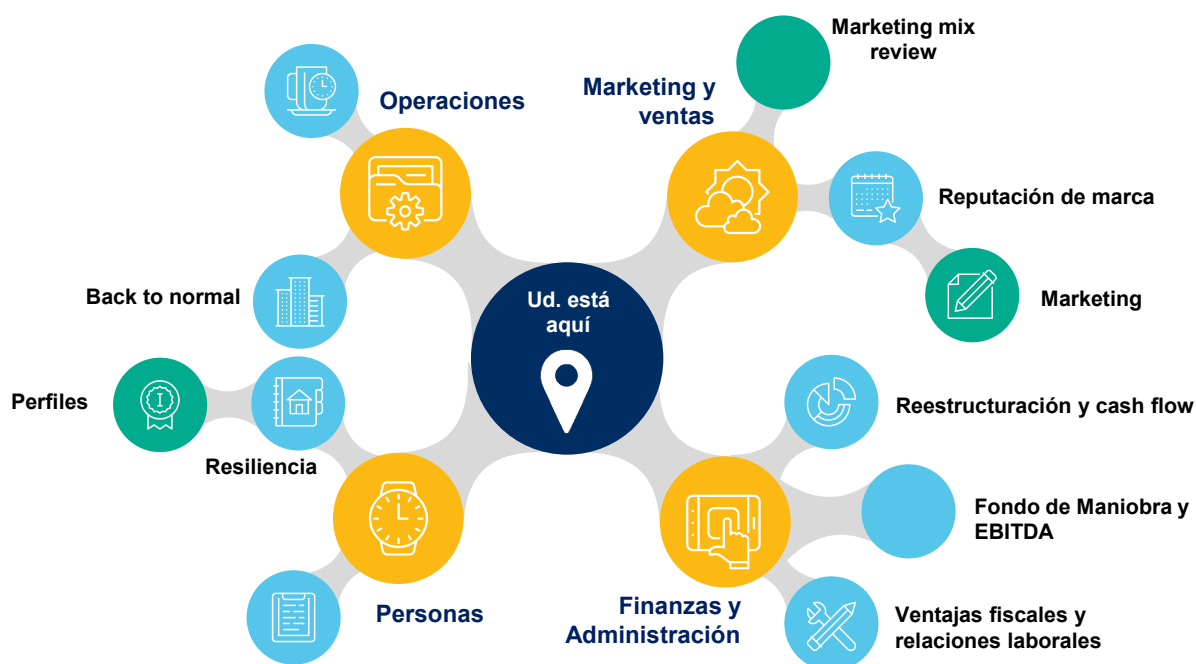 Marketing mix
review
Operaciones
Marketing y
ventas
Reputación de marca
Back to normal
Ud. está
aquí
Marketing
Perfiles
Resiliencia
Reestructuración y cash flow
Fondo de Maniobra y
EBITDA
Personas
Finanzas y
Administración
Ventajas fiscales y
relaciones laborales